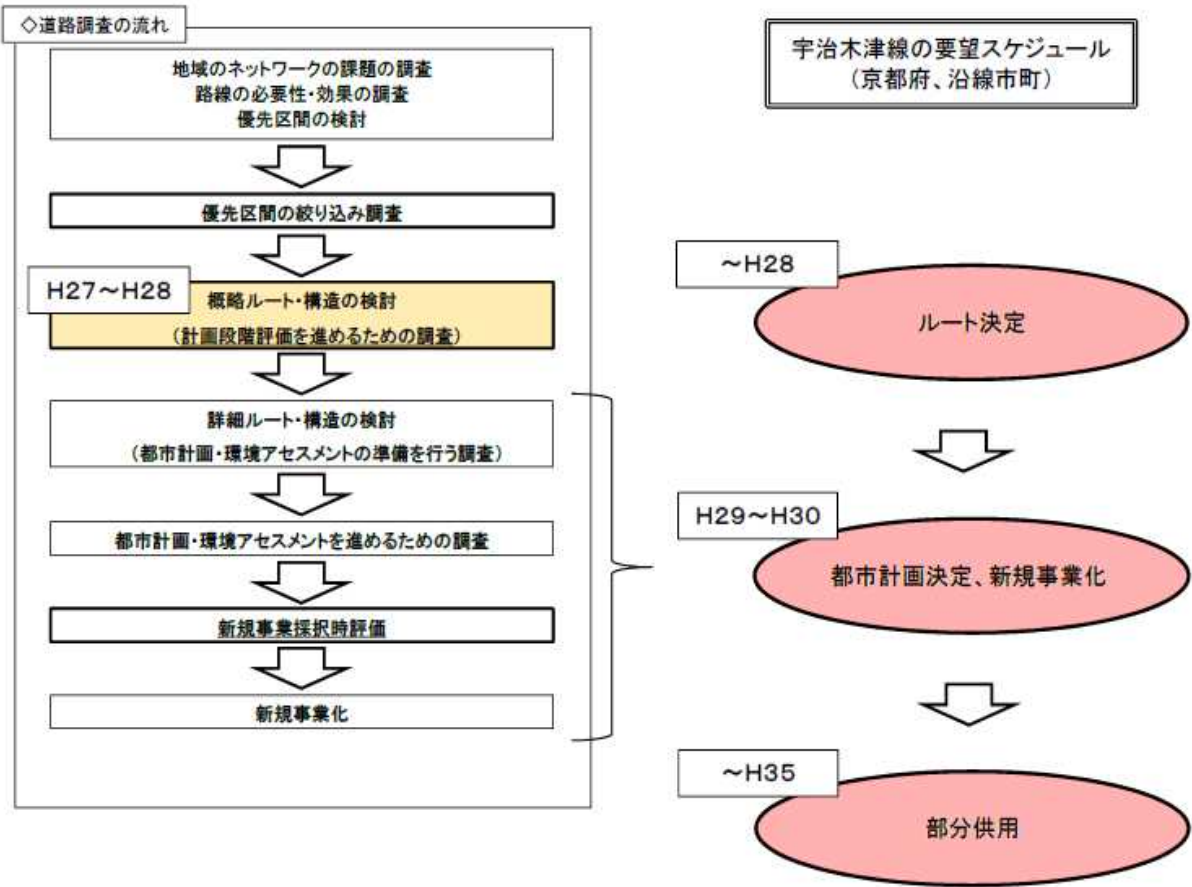 ◇道路調査の流れ
地域のネットワークの課題の調査
路線の必要性・効果の調査
優先区間の検討
優先区間の絞り込み調査
H27～H28
概略ルート・構造の検討
(計画段階評価を進めるための調査)
詳細ルート・構造の検討
(都市計画・環境アセスメントの準備を行う調査)
都市計画・環境アセスメントを進めるための調査
新規事業採択時評価
新規事業化
宇治木津線の要望スケジュール
(京都府、沿線市町)
～H28
ルート決定
H29～H30
都市計画決定、新規事業化
～H35
部分供用